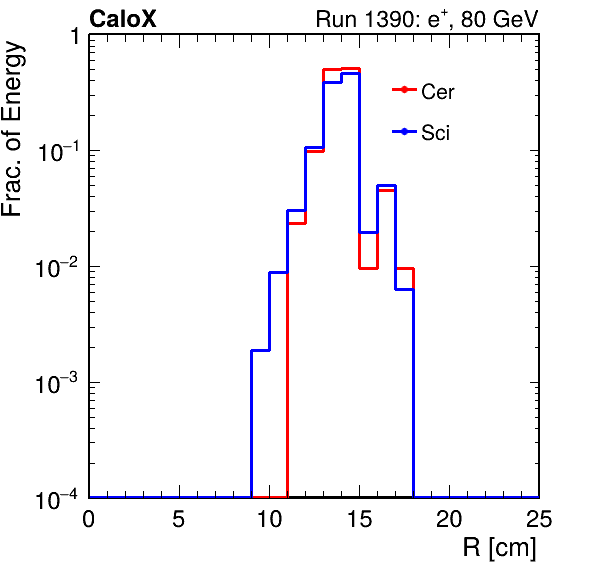 CaloX Run 1390: e⁺, 80 GeV
Frac. of Energy
1
10⁻¹
10⁻²
10⁻³
10⁻⁴
Cer
Sci
0 5 10 15 20 25
R [cm]